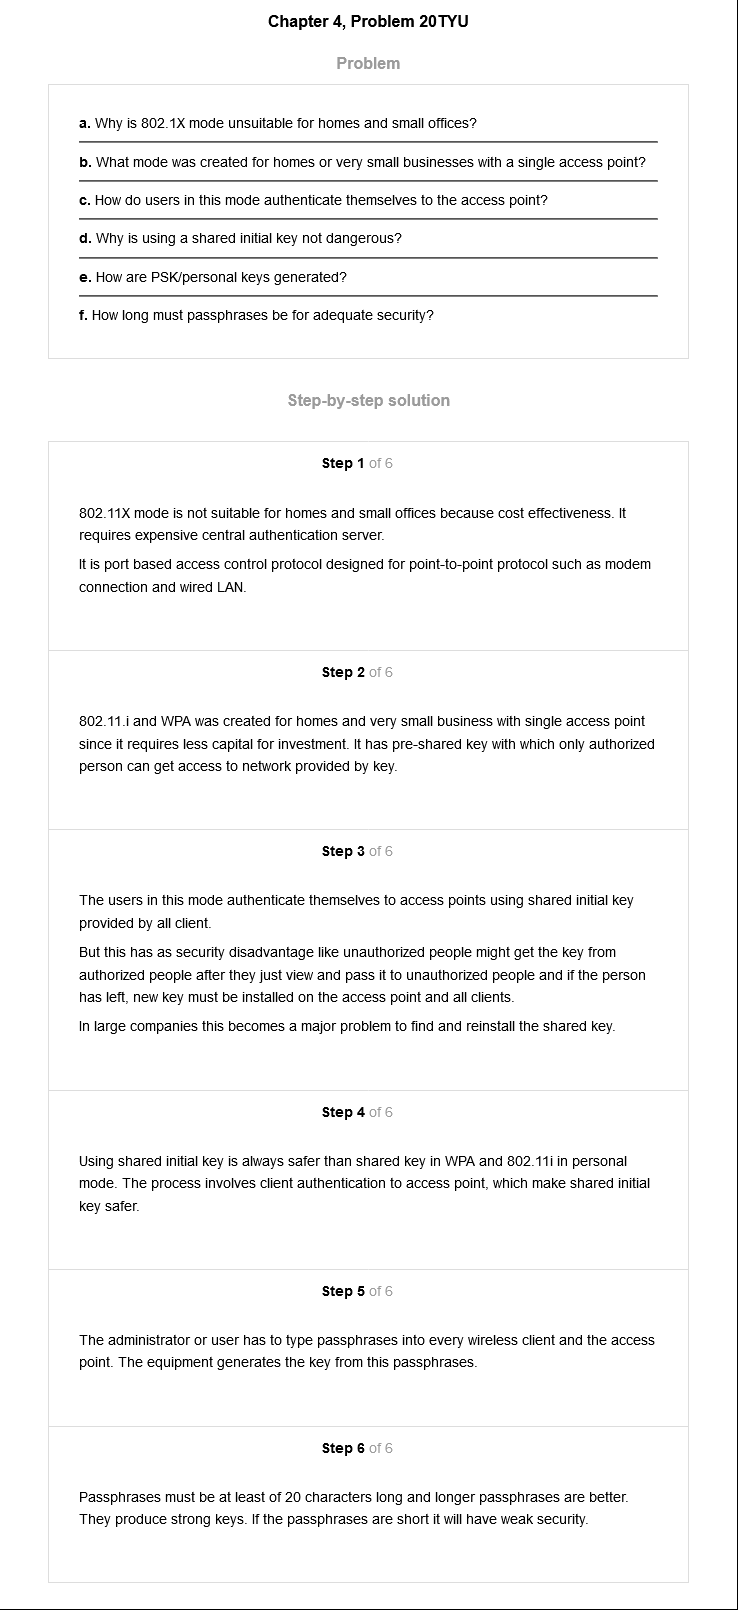 Chapter 4, Problem 20TYU
Problem
a. Why is 802.1X mode unsuitable for homes and small offices?
b. What mode was created for homes or very small businesses with a single access point?
c. How do users in this mode authenticate themselves to the access point?
d. Why is using a shared initial key not dangerous?
e. How are PSK/personal keys generated?
f. How long must passphrases be for adequate security?
Step-by-step solution
Step 1 of 6
802.11X mode is not suitable for homes and small offices because cost effectiveness. It
requires expensive central authentication server.
It is port based access control protocol designed for point-to-point protocol such as modem
connection and wired LAN.
Step 2 of 6
802.11.i and WPA was created for homes and very small business with single access point
since it requires less capital for investment. It has pre-shared key with which only authorized
person can get access to network provided by key.
Step 3 of 6
The users in this mode authenticate themselves to access points using shared initial key
provided by all client.
But this has as security disadvantage like unauthorized people might get the key from
authorized people after they just view and pass it to unauthorized people and if the person
has left, new key must be installed on the access point and all clients.
In large companies this becomes a major problem to find and reinstall the shared key.
Step 4 of 6
Using shared initial key is always safer than shared key in WPA and 802.11i in personal
mode. The process involves client authentication to access point, which make shared initial
key safer.
Step 5 of 6
The administrator or user has to type passphrases into every wireless client and the access
point. The equipment generates the key from this passphrases.
Step 6 of 6
Passphrases must be at least of 20 characters long and longer passphrases are better.
They produce strong keys. If the passphrases are short it will have weak security.